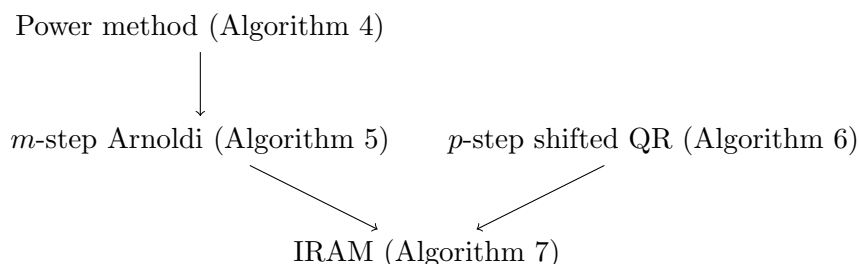 Power method (Algorithm 4)
m-step Arnoldi (Algorithm 5) p-step shifted QR (Algorithm 6)
IRAM (Algorithm 7)